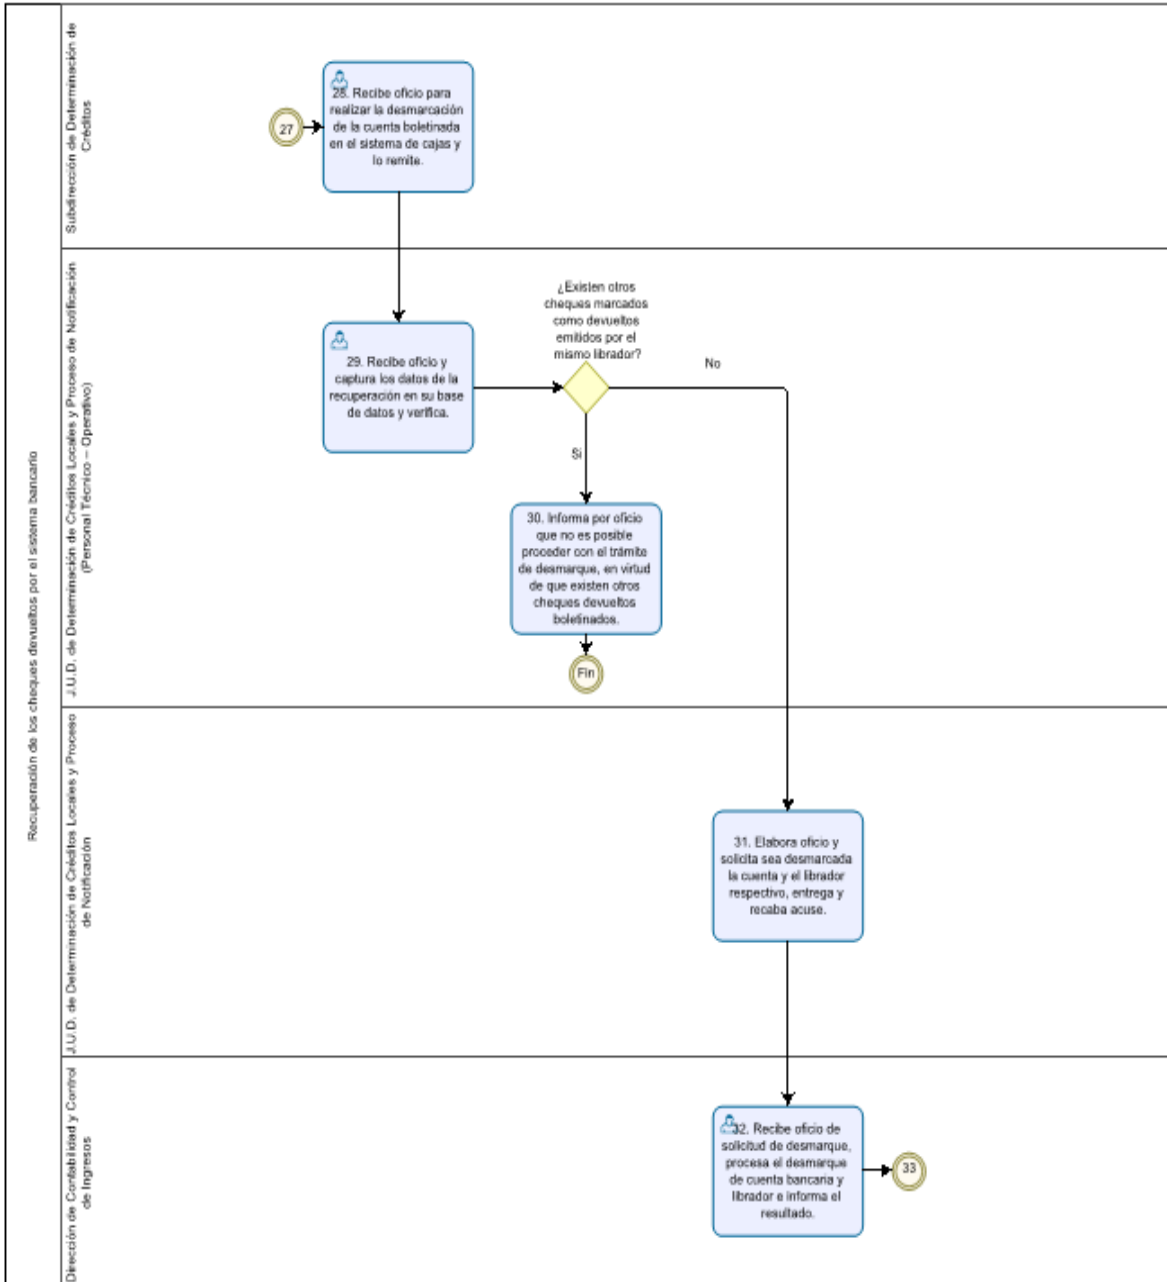 Recuperación de los cheques devueltos por el sistema bancario
Subdirección de Determinación de
Créditos
27
28. Recibe oficio para
realizar la desmarcación
de la cuenta boletinada
en el sistema de cajas y
lo remite.
J.U.D. de Determinación de Créditos Locales y Proceso de Notificación
(Personal Técnico – Operativo)
29. Recibe oficio y
captura los datos de la
recuperación en su base
de datos y verifica.
¿Existen otros
cheques marcados
como devueltos
emitidos por el
mismo librador?
No
Si
30. Informa por oficio
que no es posible
proceder con el trámite
de desmarque, en virtud
de que existen otros
cheques devueltos
boletinados.
Fin
J.U.D. de Determinación de Créditos Locales y Proceso
de Notificación
31. Elabora oficio y
solicita sea desmarcada
la cuenta y el librador
respectivo, entrega y
recaba acuse.
Dirección de Contabilidad y Control
de Ingresos
32. Recibe oficio de
solicitud de desmarque,
procesa el desmarque
de cuenta bancaria y
librador e informa el
resultado.
33